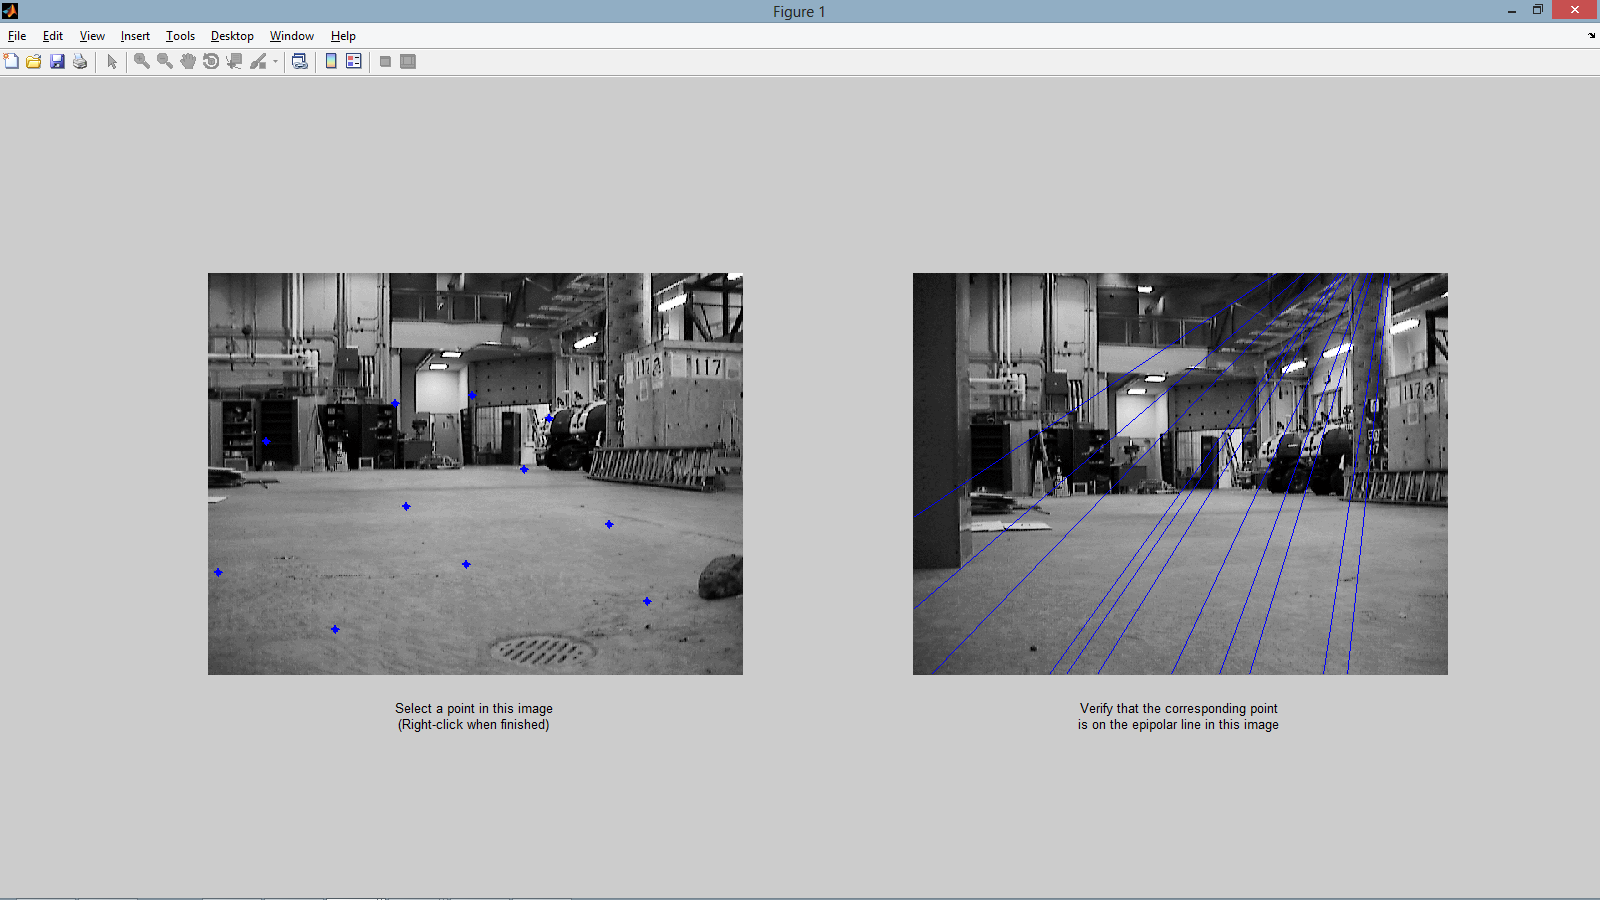 Figure 1
File Edit View Insert Tools Desktop Window Help
117
117
Select a point in this image
(Right-click when finished)
Verify that the corresponding point
is on the epipolar line in this image